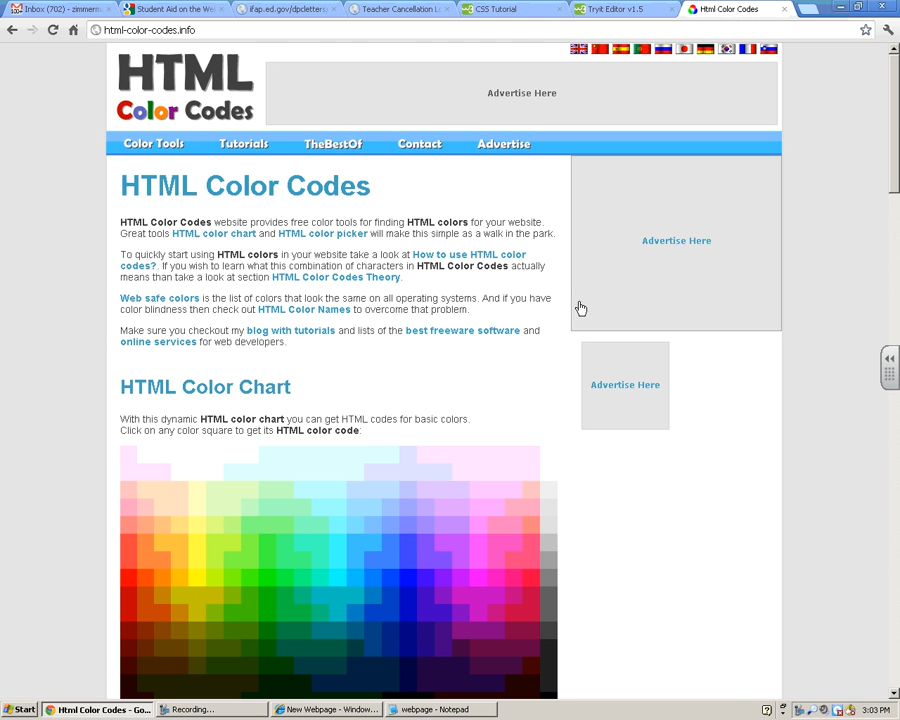 Inbox (702) - zimmerm
Student Aid on the We
ifap.ed.gov/dpcletters
Teacher Cancellation Lo
CSS Tutorial
Tryit Editor v1.5
Html Color Codes
html-color-codes.info
HTML
Color Codes
Advertise Here
Color Tools
Tutorials
TheBestOf
Contact
Advertise
HTML Color Codes
HTML Color Codes website provides free color tools for finding HTML colors for your website.
Great tools HTML color chart and HTML color picker will make this simple as a walk in the park.
To quickly start using HTML colors in your website take a look at How to use HTML color
codes?. If you wish to learn what this combination of characters in HTML Color Codes actually
means than take a look at section HTML Color Codes Theory.
Web safe colors is the list of colors that look the same on all operating systems. And if you have
color blindness then check out HTML Color Names to overcome that problem.
Make sure you checkout my blog with tutorials and lists of the best freeware software and
online services for web developers.
Advertise Here
Advertise Here
HTML Color Chart
With this dynamic HTML color chart you can get HTML codes for basic colors.
Click on any color square to get its HTML color code:
Start
Html Color Codes - Go...
Recording...
New Webpage - Window...
webpage - Notepad
3:03 PM